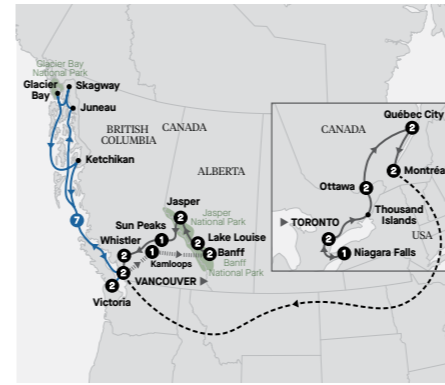 Glacier Bay
National Park
Glacier
Bay
Skagway
Juneau
BRITISH
COLUMBIA
CANADA
ALBERTA
Ketchikan
7
Jasper
2
Jasper
National Park
Sun Peaks
1
Whistler
2
1
Kamloops
2
Lake Louise
2
Banff
Banff
National Park
2
VANCOUVER
2
Victoria
CANADA
Québec City
2
2
Montréal
Ottawa
2
Thousand
Islands
TORONTO
2
USA
1
Niagara Falls